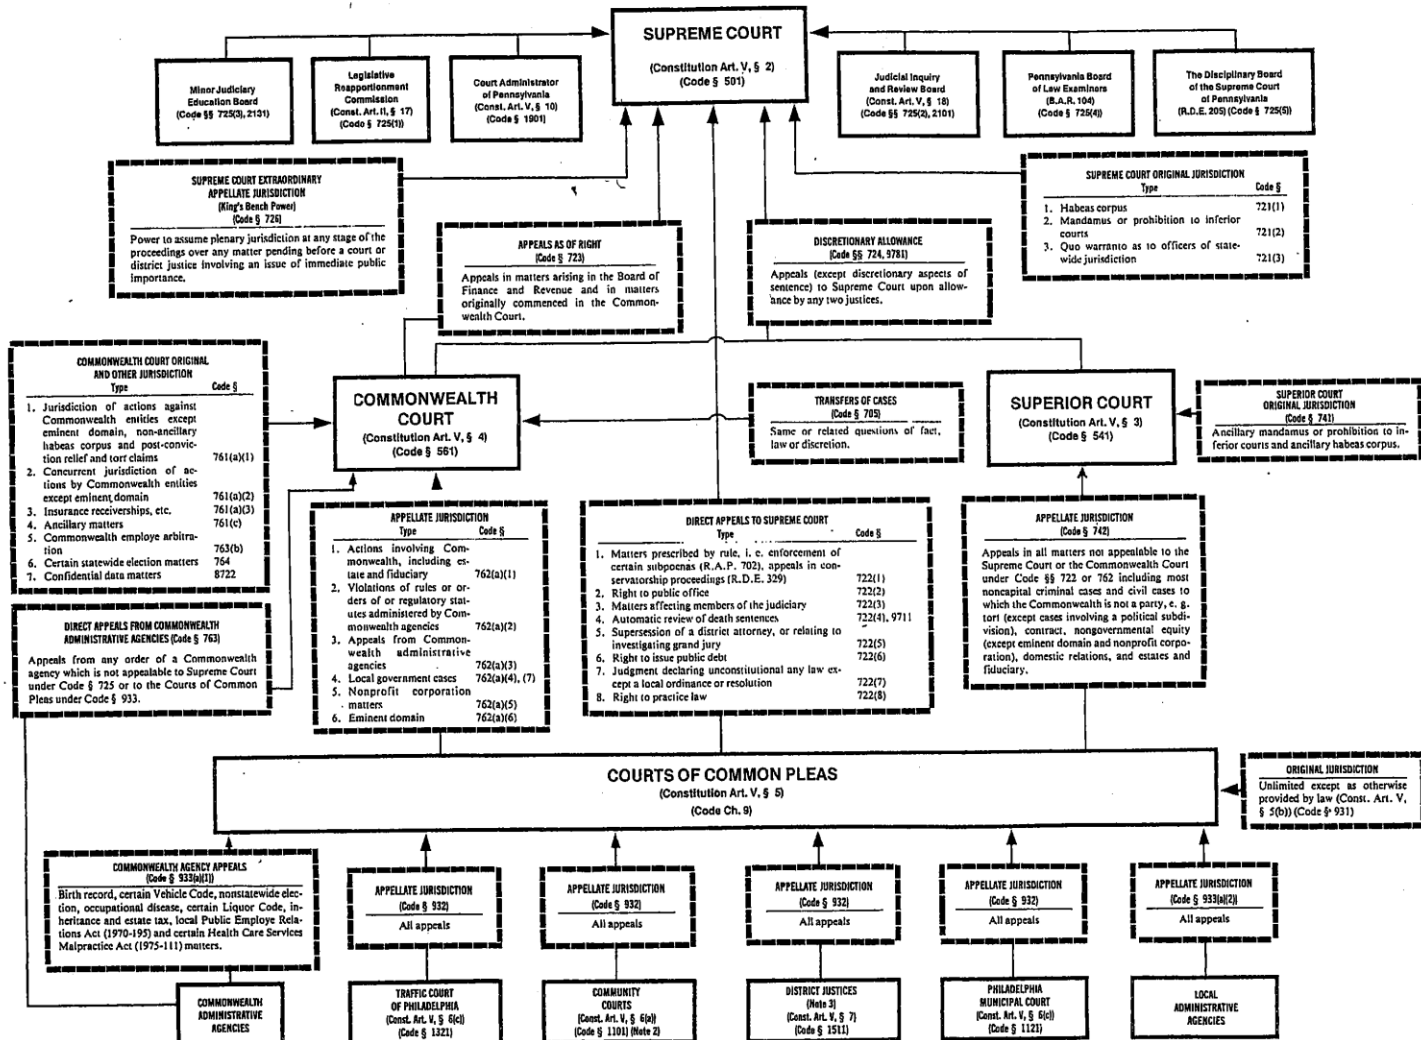 SUPREME COURT
(Constitution Art. V, § 2)
(Code § 501)
Minor Judiciary
Education Board
(Code §§ 725(3), 2131)
Legislative
Reapportionment
Commission
(Const. Art. II, § 17)
(Code § 725(1))
Court Administrator
of Pennsylvania
(Const. Art. V, § 10)
(Code § 1901)
Judicial Inquiry
and Review Board
(Const. Art. V, § 18)
(Code §§ 725(2), 2101)
Pennsylvania Board
of Law Examiners
(B.A.R. 104)
(Code § 725(4))
The Disciplinary Board
of the Supreme Court
of Pennsylvania
(R.D.E. 205) (Code § 725(5))
SUPREME COURT EXTRAORDINARY
APPELLATE JURISDICTION
(King's Bench Power)
(Code § 726)
Power to assume plenary jurisdiction at any stage of the
proceedings over any matter pending before a court or
district justice involving an issue of immediate public
importance.
APPEALS AS OF RIGHT
(Code § 723)
Appeals in matters arising in the Board of
Finance and Revenue and in matters
originally commenced in the Common-
wealth Court.
DISCRETIONARY ALLOWANCE
(Code §§ 724, 9781)
Appeals (except discretionary aspects of
sentence) to Supreme Court upon allow-
ance by any two justices.
SUPREME COURT ORIGINAL JURISDICTION
Type Code §
1. Habeas corpus 721(1)
2. Mandamus or prohibition to inferior
courts 721(2)
3. Quo warranto as to officers of state-
wide jurisdiction 721(3)
COMMONWEALTH COURT ORIGINAL
AND OTHER JURISDICTION
Type Code §
1. Jurisdiction of actions against
Commonwealth entities except
eminent domain, non-ancillary
habeas corpus and post-convic-
tion relief and tort claims 761(a)(1)
2. Concurrent jurisdiction of ac-
tions by Commonwealth entities
except eminent domain 761(a)(2)
3. Insurance receiverships, etc. 761(a)(3)
4. Ancillary matters 761(c)
5. Commonwealth employe arbitra-
tion 763(b)
6. Certain statewide election matters 764
7. Confidential data matters 8722
COMMONWEALTH
COURT
(Constitution Art. V, § 4)
(Code § 561)
TRANSFERS OF CASES
(Code § 705)
Same or related questions of fact,
law or discretion.
SUPERIOR COURT
(Constitution Art. V, § 3)
(Code § 541)
SUPERIOR COURT
ORIGINAL JURISDICTION
(Code § 741)
Ancillary mandamus or prohibition to in-
ferior courts and ancillary habeas corpus.
DIRECT APPEALS FROM COMMONWEALTH
ADMINISTRATIVE AGENCIES (Code § 763)
Appeals from any order of a Commonwealth
agency which is not appealable to Supreme Court
under Code § 725 or to the Courts of Common
Pleas under Code § 933.
APPELLATE JURISDICTION
Type Code §
1. Actions involving Com-
monwealth, including es-
tate and fiduciary 762(a)(1)
2. Violations of rules or or-
ders of or regulatory stat-
utes administered by Com-
monwealth agencies 762(a)(2)
3. Appeals from Common-
wealth administrative
agencies 762(a)(3)
4. Local government cases 762(a)(4), (7)
5. Nonprofit corporation
matters 762(a)(5)
6. Eminent domain 762(a)(6)
DIRECT APPEALS TO SUPREME COURT
Type Code §
1. Matters prescribed by rule, i. e. enforcement of
certain subpoenas (R.A.P. 702), appeals in con-
servatorship proceedings (R.D.E. 329) 722(1)
2. Right to public office 722(2)
3. Matters affecting members of the judiciary 722(3)
4. Automatic review of death sentences 722(4), 9711
5. Supersession of a district attorney, or relating to
investigating grand jury 722(5)
6. Right to issue public debt 722(6)
7. Judgment declaring unconstitutional any law ex-
cept a local ordinance or resolution 722(7)
8. Right to practice law 722(8)
APPELLATE JURISDICTION
(Code § 742)
Appeals in all matters not appealable to the
Supreme Court or the Commonwealth Court
under Code §§ 722 or 762 including most
noncapital criminal cases and civil cases to
which the Commonwealth is not a party, e. g.
tort (except cases involving a political subdi-
vision), contract, nongovernmental equity
(except eminent domain and nonprofit corpo-
ration), domestic relations, and estates and
fiduciary.
COURTS OF COMMON PLEAS
(Constitution Art. V, § 5)
(Code Ch. 9)
ORIGINAL JURISDICTION
Unlimited except as otherwise
provided by law (Const. Art. V,
§ 5(b)) (Code § 931)
COMMONWEALTH AGENCY APPEALS
(Code § 933(a)(1))
Birth record, certain Vehicle Code, nonstatewide elec-
tion, occupational disease, certain Liquor Code, in-
heritance and estate tax, local Public Employe Rela-
tions Act (1970-195) and certain Health Care Services
Malpractice Act (1975-111) matters.
APPELLATE JURISDICTION
(Code § 932)
All appeals
APPELLATE JURISDICTION
(Code § 932)
All appeals
APPELLATE JURISDICTION
(Code § 932)
All appeals
APPELLATE JURISDICTION
(Code § 932)
All appeals
APPELLATE JURISDICTION
(Code § 933(a)(2))
All appeals
COMMONWEALTH
ADMINISTRATIVE
AGENCIES
TRAFFIC COURT
OF PHILADELPHIA
(Const. Art. V, § 6(c))
(Code § 1321)
COMMUNITY
COURTS
(Const. Art. V, § 6(a))
(Code § 1101) (Note 2)
DISTRICT JUSTICES
(Note 3)
(Const. Art. V, § 7)
(Code § 1511)
PHILADELPHIA
MUNICIPAL COURT
(Const. Art. V, § 6(c))
(Code § 1121)
LOCAL
ADMINISTRATIVE
AGENCIES